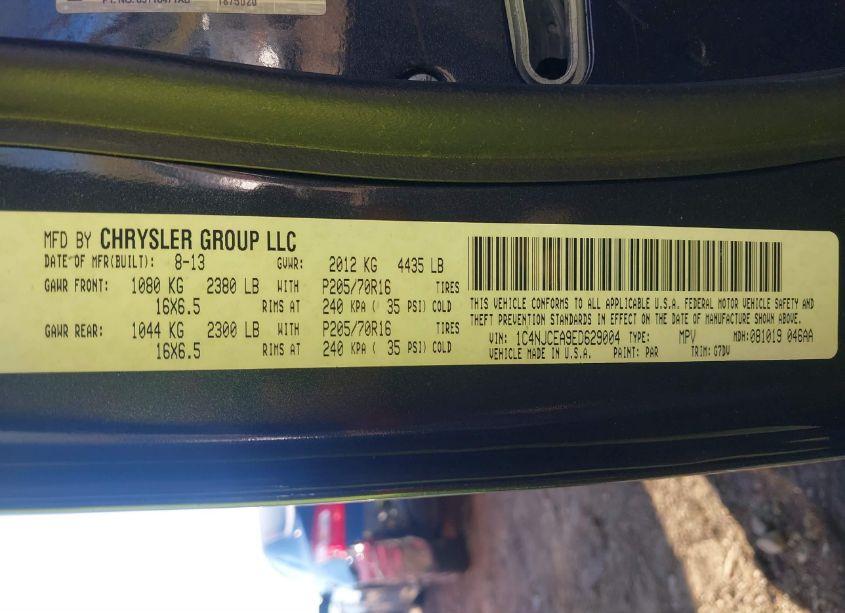 MFD BY CHRYSLER GROUP LLC
DATE OF MFR(BUILT): 8-13 GVWR: 2012 KG 4435 LB
GAWR FRONT: 1080 KG 2380 LB WITH P205/70R16 TIRES
16X6.5 RIMS AT 240 KPA ( 35 PSI) COLD
GAWR REAR: 1044 KG 2300 LB WITH P205/70R16 TIRES
16X6.5 RIMS AT 240 KPA ( 35 PSI) COLD
THIS VEHICLE CONFORMS TO ALL APPLICABLE U.S.A. FEDERAL MOTOR VEHICLE SAFETY AND
THEFT PREVENTION STANDARDS IN EFFECT ON THE DATE OF MANUFACTURE SHOWN ABOVE.
VIN: 1C4NJCEA9ED629004 TYPE: MPV MDH:081019 046AA
VEHICLE MADE IN U.S.A. PAINT: PAR TRIM: G7DV